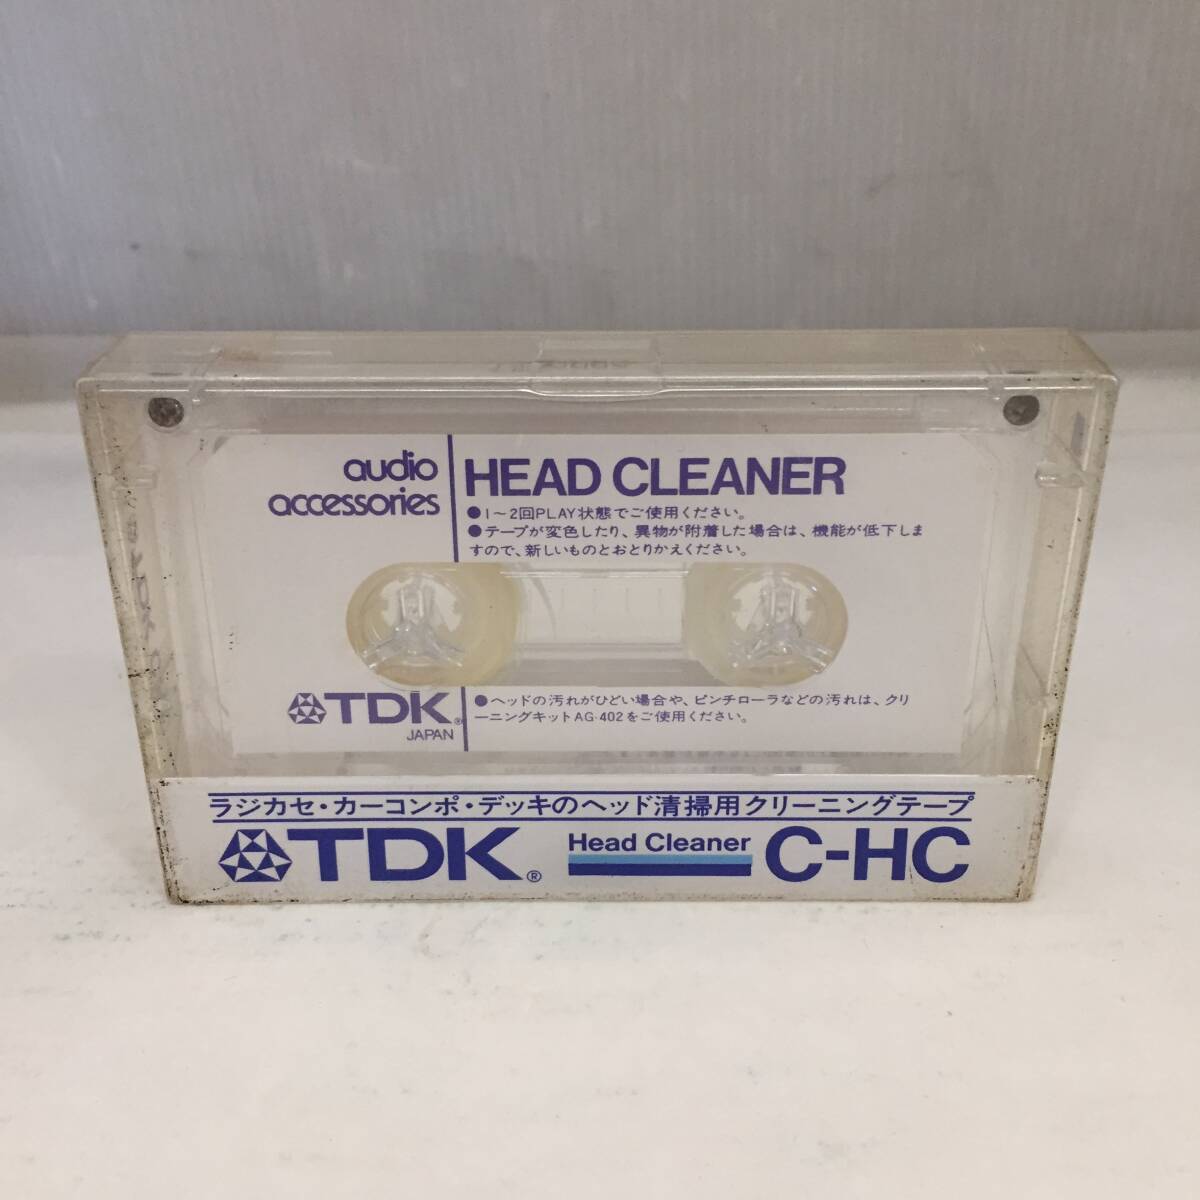 audio
accessories
HEAD CLEANER
●1〜2回PLAY状態でご使用ください。
●テープが変色したり、異物が附着した場合は、機能が低下しま
すので、新しいものとおとりかえください。
TDK®
JAPAN
●ヘッドの汚れがひどい場合や、ピンチローラなどの汚れは、クリ
ーニングキットAG-402をご使用ください。
ラジカセ・カーコンポ・デッキのヘッド清掃用クリーニングテープ
TDK® Head Cleaner C-HC